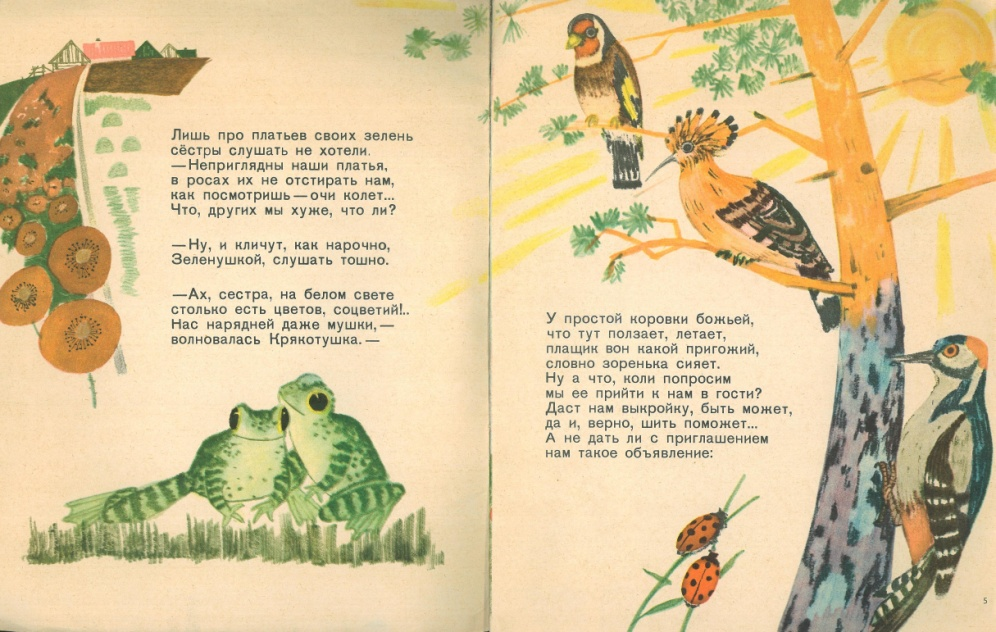 Лишь про платьев своих зелень
сёстры слушать не хотели.
—Неприглядны наши платья,
в росах их не отстирать нам,
как посмотришь—очи колет...
Что, других мы хуже, что ли?
—Ну, и кличут, как нарочно,
Зеленушкой, слушать тошно.
—Ах, сестра, на белом свете
столько есть цветов, соцветий!..
Нас нарядней даже мушки,—
волновалась Крякотушка.—
У простой коровки божьей,
что тут ползает, летает,
плащик вон какой пригожий,
словно зоренька сияет.
Ну а что, коли попросим
мы ее прийти к нам в гости?
Даст нам выкройку, быть может,
да и, верно, шить поможет...
А не дать ли с приглашением
нам такое объявление:
5